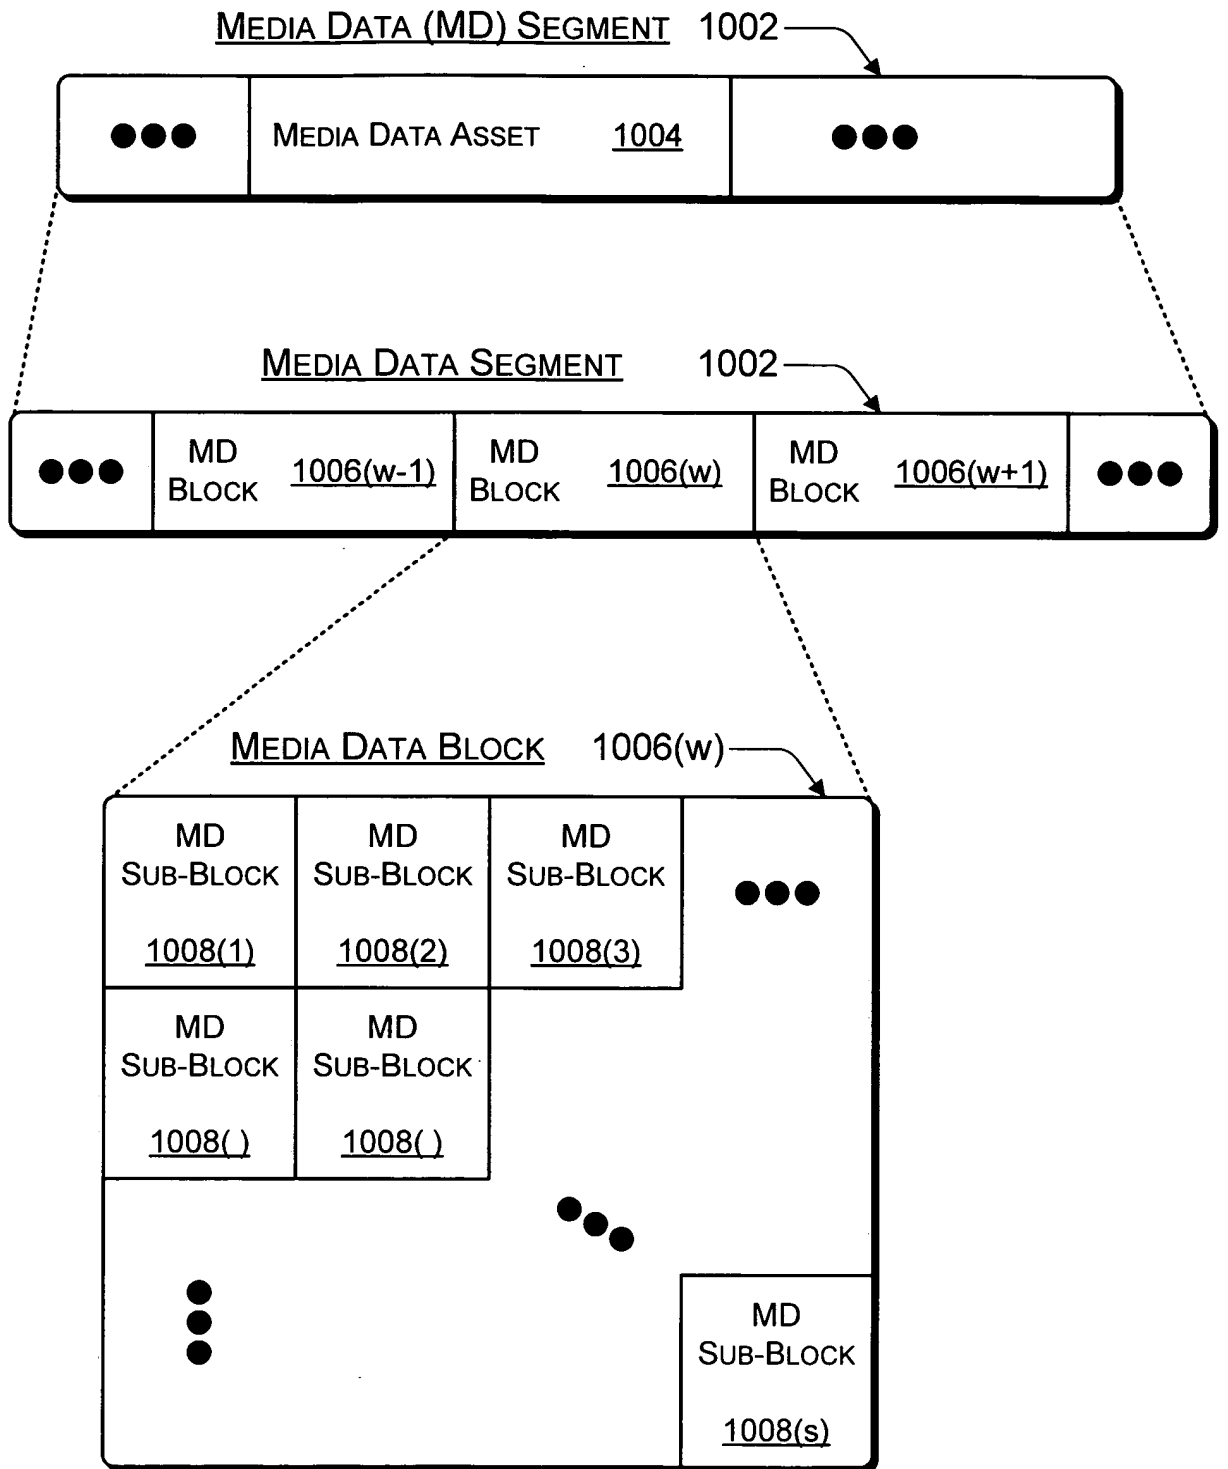 MEDIA DATA (MD) SEGMENT 1002
MEDIA DATA ASSET 1004
MEDIA DATA SEGMENT 1002
MD BLOCK 1006(w-1)
MD BLOCK 1006(w)
MD BLOCK 1006(w+1)
MEDIA DATA BLOCK 1006(w)
MD
SUB-BLOCK
1008(1)
MD
SUB-BLOCK
1008(2)
MD
SUB-BLOCK
1008(3)
MD
SUB-BLOCK
1008( )
MD
SUB-BLOCK
1008( )
MD
SUB-BLOCK
1008(s)